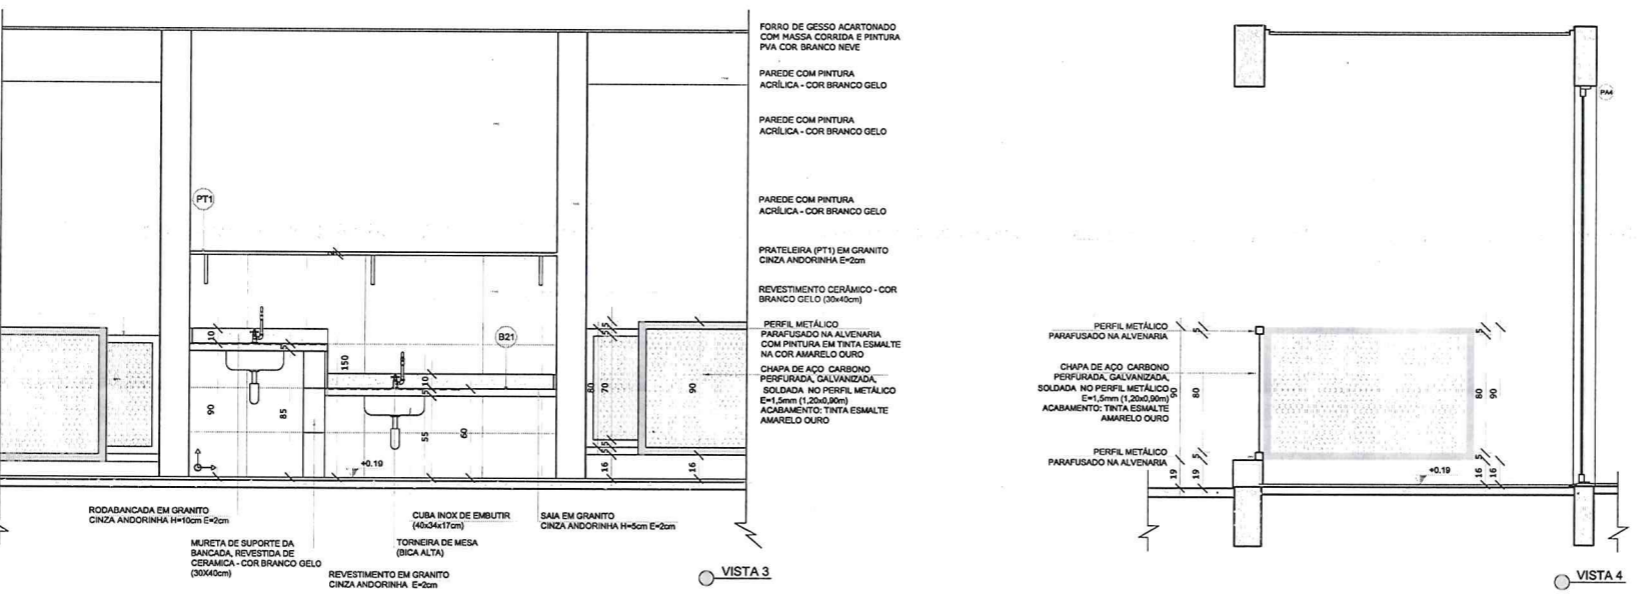 FORRO DE GESSO ACARTONADO
COM MASSA CORRIDA E PINTURA
PVA COR BRANCO NEVE
PAREDE COM PINTURA
ACRÍLICA - COR BRANCO GELO
PAREDE COM PINTURA
ACRÍLICA - COR BRANCO GELO
PAREDE COM PINTURA
ACRÍLICA - COR BRANCO GELO
PRATELEIRA (PT1) EM GRANITO
CINZA ANDORINHA E=2cm
REVESTIMENTO CERÂMICO - COR
BRANCO GELO (30x40cm)
PERFIL METÁLICO
PARAFUSADO NA ALVENARIA
COM PINTURA EM TINTA ESMALTE
NA COR AMARELO OURO
CHAPA DE AÇO CARBONO
PERFURADA, GALVANIZADA,
SOLDADA NO PERFIL METÁLICO
E=1,5mm (1,20x0,90m)
ACABAMENTO: TINTA ESMALTE
AMARELO OURO
PT1
B21
10
5
150
10
5
90
85
55
60
+0.19
5
5
80
70
90
5
5
16
16
RODABANCADA EM GRANITO
CINZA ANDORINHA H=10cm E=2cm
MURETA DE SUPORTE DA
BANCADA, REVESTIDA DE
CERAMICA - COR BRANCO GELO
(30X40cm)
REVESTIMENTO EM GRANITO
CINZA ANDORINHA E=2cm
CUBA INOX DE EMBUTIR
(40x34x17cm)
TORNEIRA DE MESA
(BICA ALTA)
SAIA EM GRANITO
CINZA ANDORINHA H=5cm E=2cm
VISTA 3
PA4
PERFIL METÁLICO
PARAFUSADO NA ALVENARIA
CHAPA DE AÇO CARBONO
PERFURADA, GALVANIZADA,
SOLDADA NO PERFIL METÁLICO
E=1,5mm (1,20x0,90m)
ACABAMENTO: TINTA ESMALTE
AMARELO OURO
PERFIL METÁLICO
PARAFUSADO NA ALVENARIA
5
90
80
5
19
19
5
80
90
5
16
16
+0.19
VISTA 4